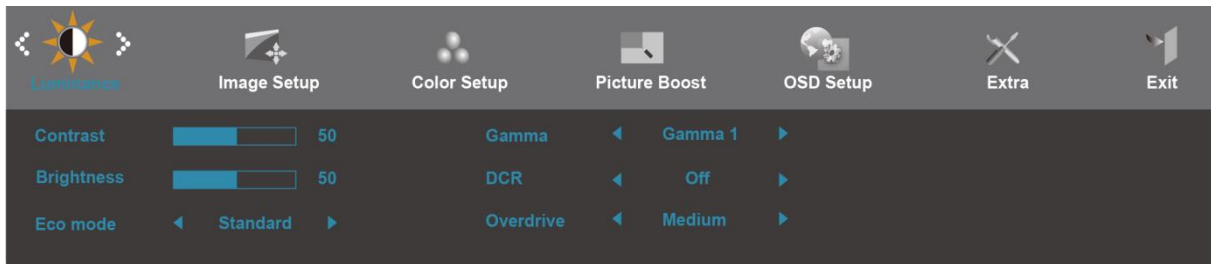 Luminance
Image Setup
Color Setup
Picture Boost
OSD Setup
Extra
Exit
Contrast 50 Gamma Gamma 1
Brightness 50 DCR Off
Eco mode Standard Overdrive Medium